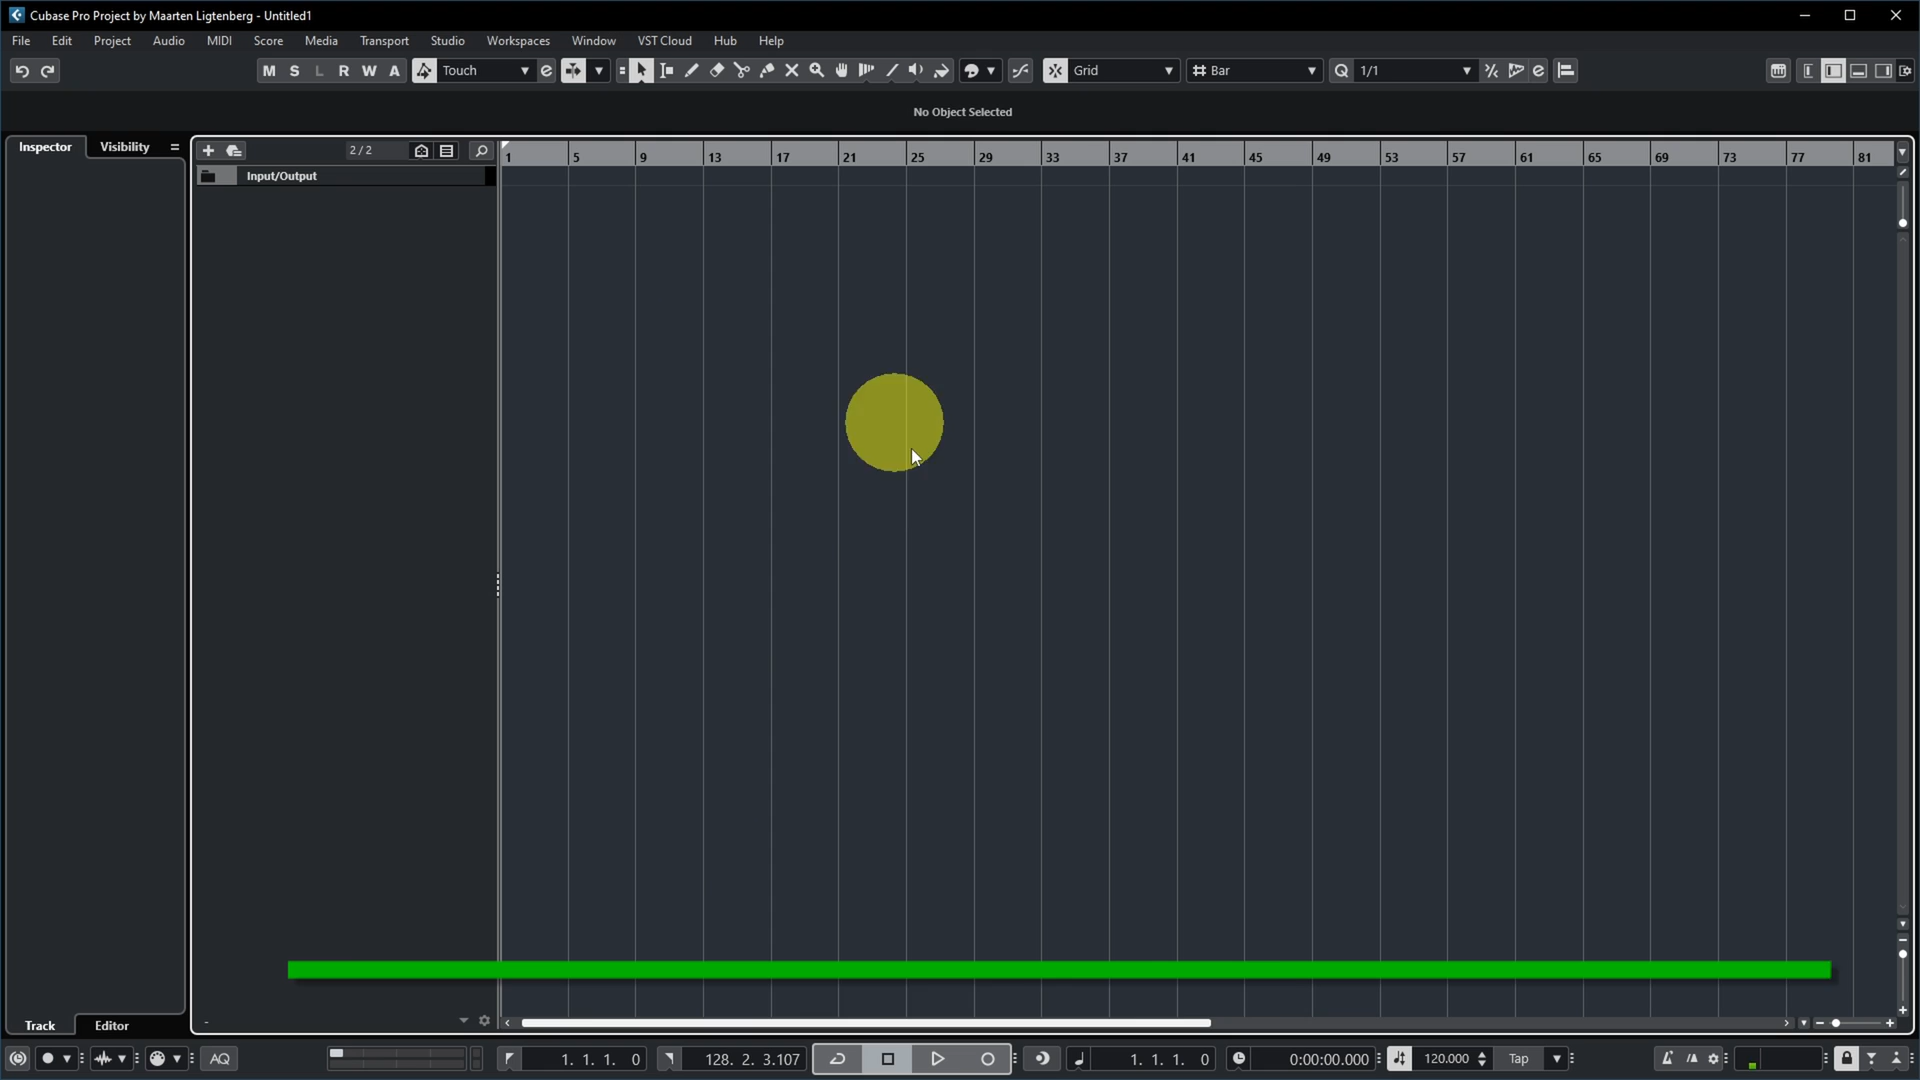 Cubase Pro Project by Maarten Ligtenberg - Untitled1
File Edit Project Audio MIDI Score Media Transport Studio Workspaces Window VST Cloud Hub Help
M S L R W A Touch e Grid Bar Q 1/1 e
No Object Selected
Inspector Visibility 2 / 2 1 5 9 13 17 21 25 29 33 37 41 45 49 53 57 61 65 69 73 77 81
Input/Output
Track Editor
AQ 1. 1. 1. 0 128. 2. 3.107 1. 1. 1. 0 0:00:00.000 120.000 Tap